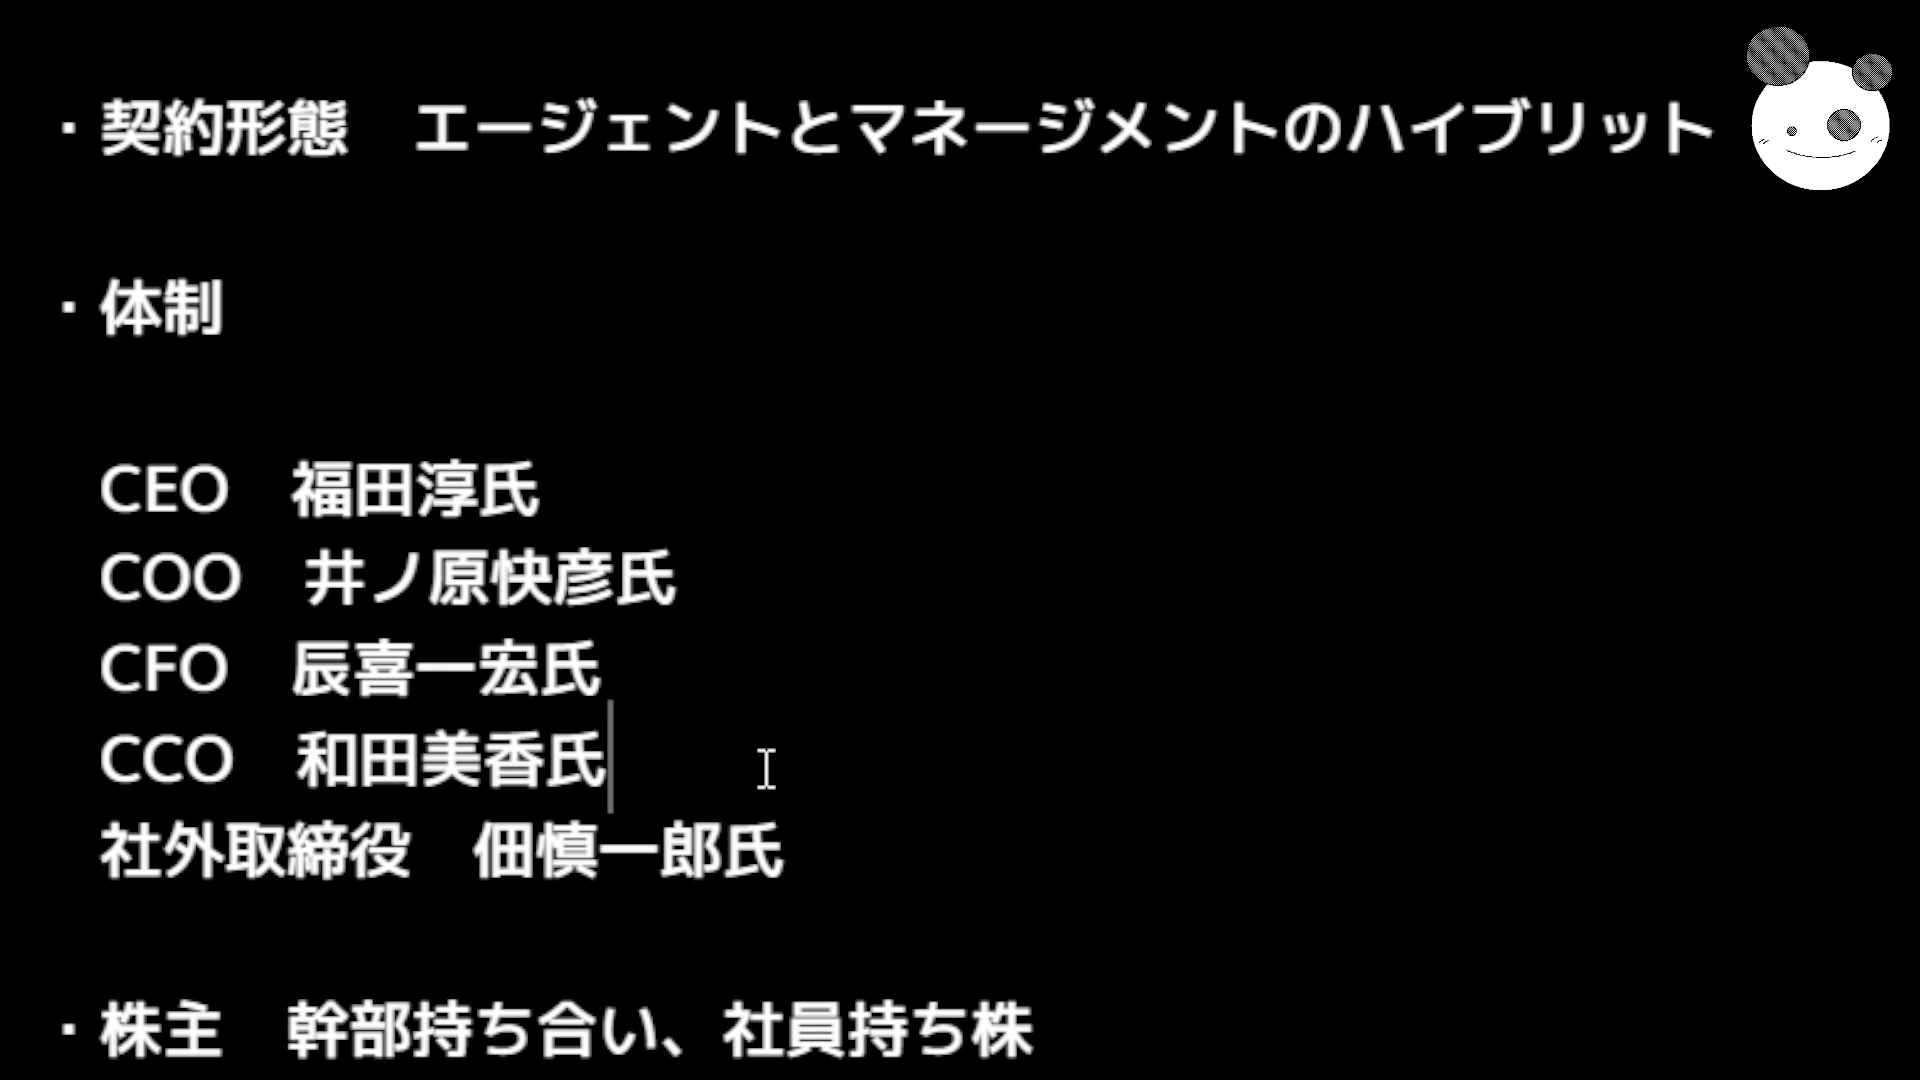 ・契約形態　エージェントとマネージメントのハイブリット
・体制
CEO　福田淳氏
COO　井ノ原快彦氏
CFO　辰喜一宏氏
CCO　和田美香氏
社外取締役　佃慎一郎氏
・株主　幹部持ち合い、社員持ち株